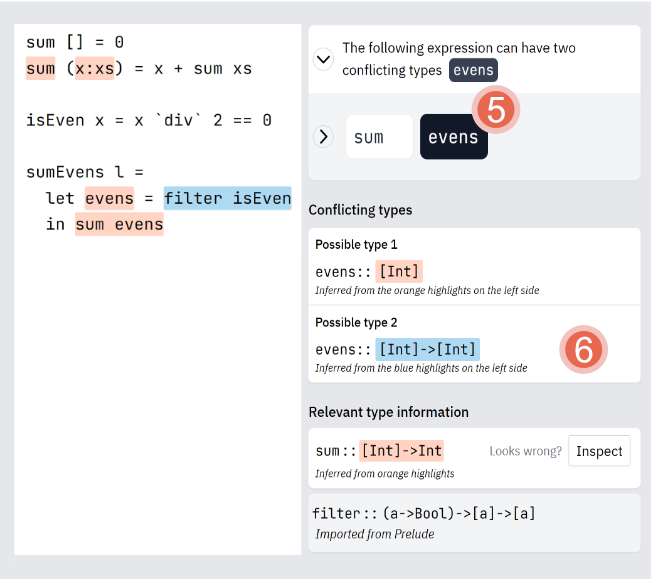 sum [] = 0
sum (x:xs) = x + sum xs
isEven x = x `div` 2 == 0
sumEvens l =
let evens = filter isEven
in sum evens
The following expression can have two
conflicting types evens
5
sum evens
Conflicting types
Possible type 1
evens:: [Int]
Inferred from the orange highlights on the left side
Possible type 2
evens:: [Int]->[Int]
Inferred from the blue highlights on the left side
6
Relevant type information
sum:: [Int]->Int Looks wrong? Inspect
Inferred from orange highlights
filter:: (a->Bool)->[a]->[a]
Imported from Prelude